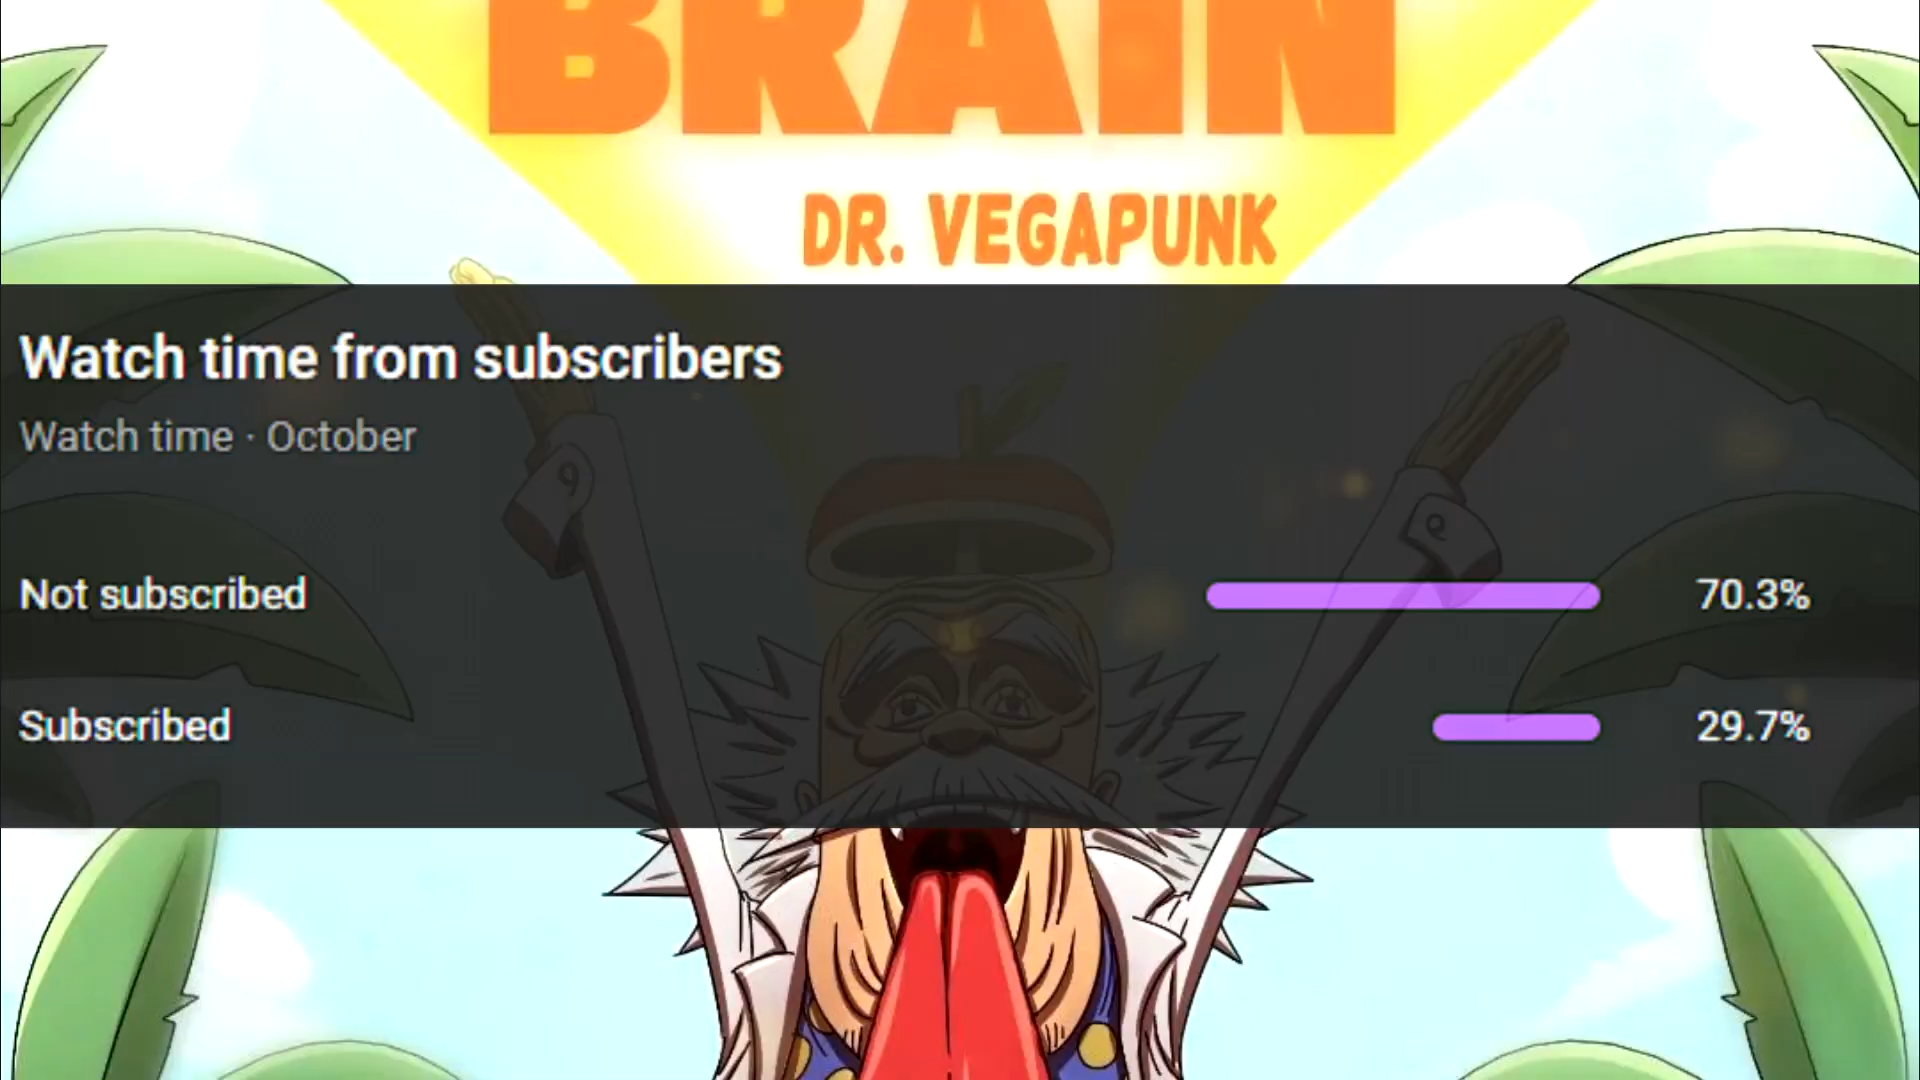 BRAIN
DR. VEGAPUNK
Watch time from subscribers
Watch time · October
Not subscribed 70.3%
Subscribed 29.7%